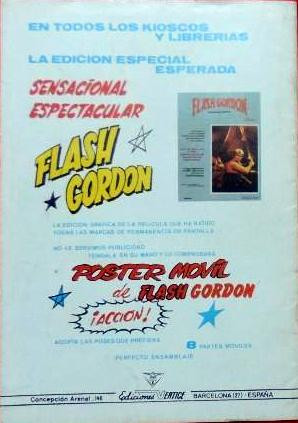 EN TODOS LOS KIOSCOS
Y LIBRERIAS
LA EDICION ESPECIAL
ESPERADA
SENSACIONAL
ESPECTACULAR
FLASH
GORDON
FLASH GORDON
LA EDICION GRAFICA DE LA PELICULA QUE HA BATIDO
TODAS LAS MARCAS DE PERMANENCIA EN PANTALLA
NO LE DAREMOS PUBLICIDAD
TENGALA EN SU MANO Y LO COMPROBARA
POSTER MOVIL
de FLASH GORDON
¡ACCION!
ADOPTA LAS POSES QUE PREFIERA
8 PARTES MOVILES
PERFECTO ENSAMBLAJE
Concepción Arenal, 146 Ediciones VERTICE BARCELONA (27) / ESPAÑA